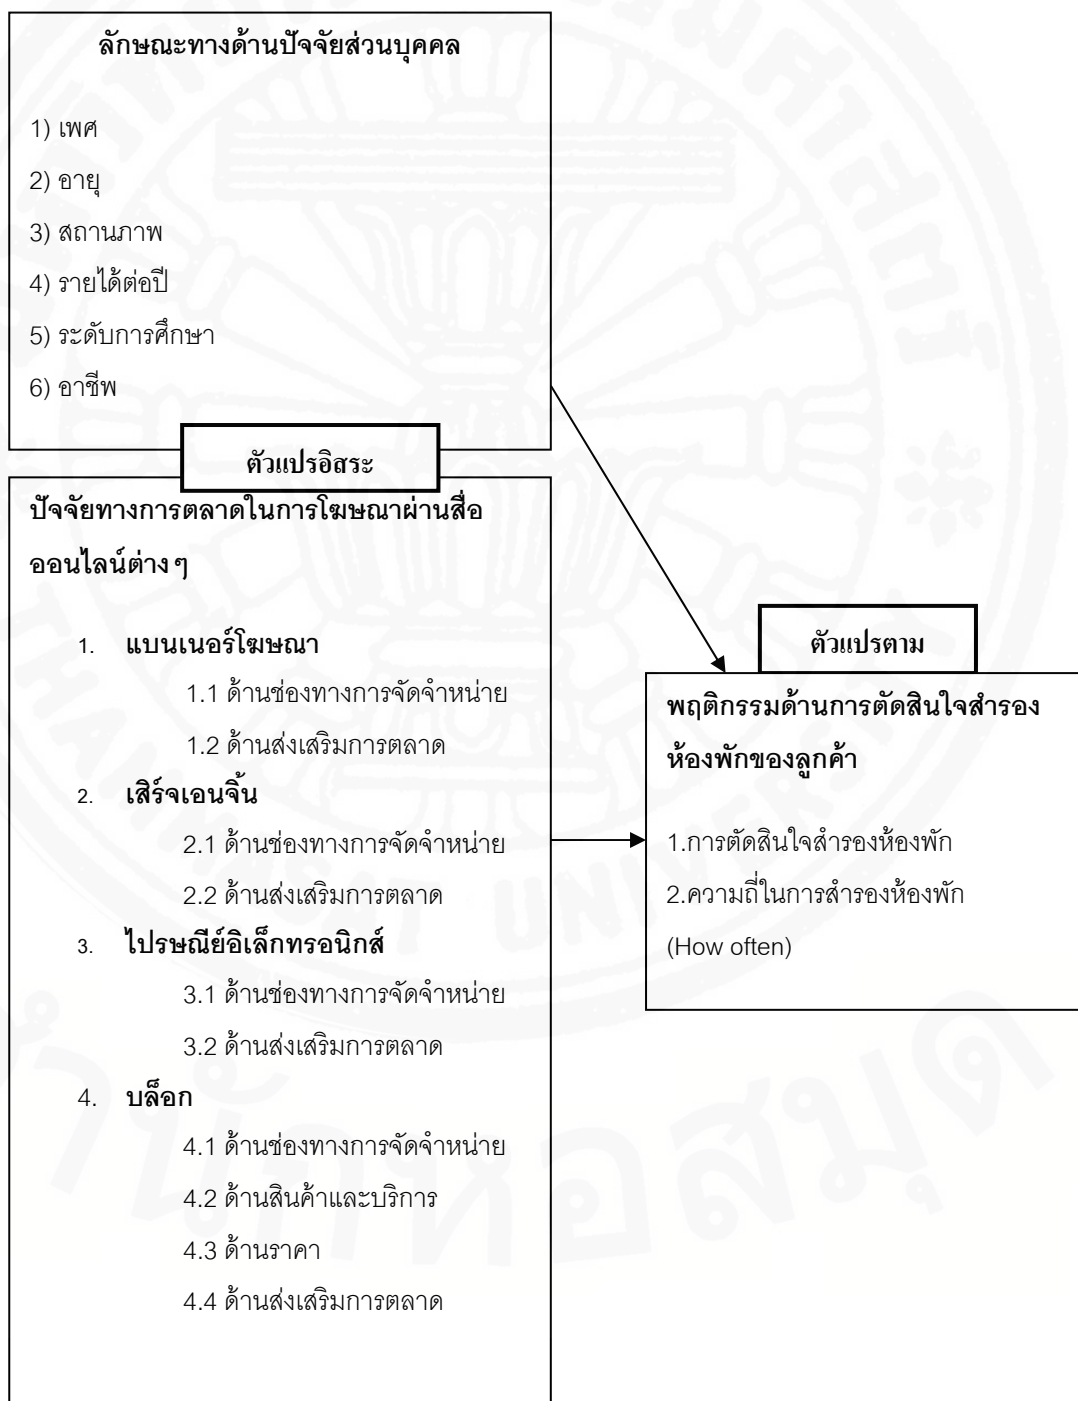 ลักษณะทางด้านปัจจัยส่วนบุคคล
1) เพศ
2) อายุ
3) สถานภาพ
4) รายได้ต่อปี
5) ระดับการศึกษา
6) อาชีพ
ตัวแปรอิสระ
ปัจจัยทางการตลาดในการโฆษณาผ่านสื่อ
ออนไลน์ต่างๆ
1. แบนเนอร์โฆษณา
1.1 ด้านช่องทางการจัดจำหน่าย
1.2 ด้านส่งเสริมการตลาด
2. เสิร์จเอนจิ้น
2.1 ด้านช่องทางการจัดจำหน่าย
2.2 ด้านส่งเสริมการตลาด
3. ไปรษณีย์อิเล็กทรอนิกส์
3.1 ด้านช่องทางการจัดจำหน่าย
3.2 ด้านส่งเสริมการตลาด
4. บล็อก
4.1 ด้านช่องทางการจัดจำหน่าย
4.2 ด้านสินค้าและบริการ
4.3 ด้านราคา
4.4 ด้านส่งเสริมการตลาด
ตัวแปรตาม
พฤติกรรมด้านการตัดสินใจสำรอง
ห้องพักของลูกค้า
1.การตัดสินใจสำรองห้องพัก
2.ความถี่ในการสำรองห้องพัก
(How often)
THAMMASAT UNIVERSITY
สำนักหอสมุด